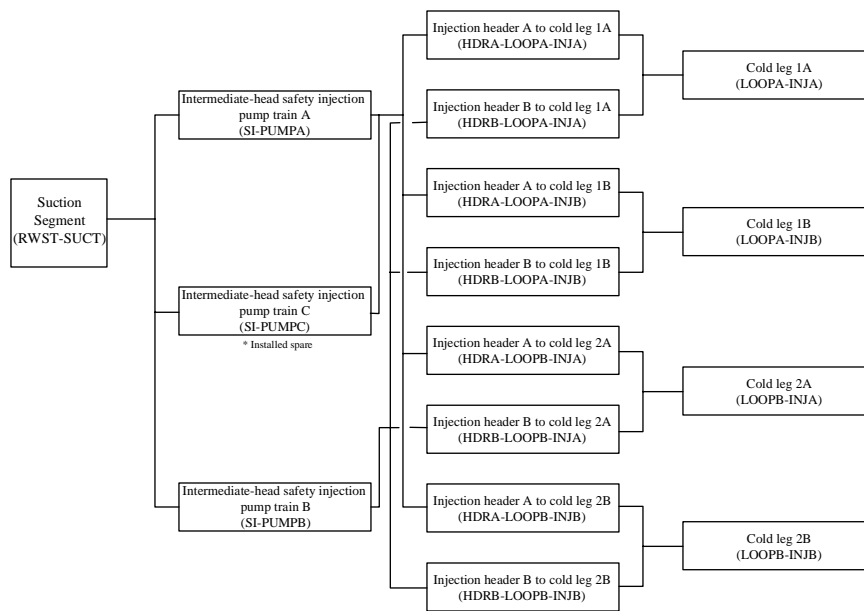 Suction
Segment
(RWST-SUCT)
Intermediate-head safety injection
pump train A
(SI-PUMPA)
Intermediate-head safety injection
pump train C
(SI-PUMPC)
* Installed spare
Intermediate-head safety injection
pump train B
(SI-PUMPB)
Injection header A to cold leg 1A
(HDRA-LOOPA-INJA)
Injection header B to cold leg 1A
(HDRB-LOOPA-INJA)
Injection header A to cold leg 1B
(HDRA-LOOPA-INJB)
Injection header B to cold leg 1B
(HDRB-LOOPA-INJB)
Injection header A to cold leg 2A
(HDRA-LOOPB-INJA)
Injection header B to cold leg 2A
(HDRB-LOOPB-INJA)
Injection header A to cold leg 2B
(HDRA-LOOPB-INJB)
Injection header B to cold leg 2B
(HDRB-LOOPB-INJB)
Cold leg 1A
(LOOPA-INJA)
Cold leg 1B
(LOOPA-INJB)
Cold leg 2A
(LOOPB-INJA)
Cold leg 2B
(LOOPB-INJB)